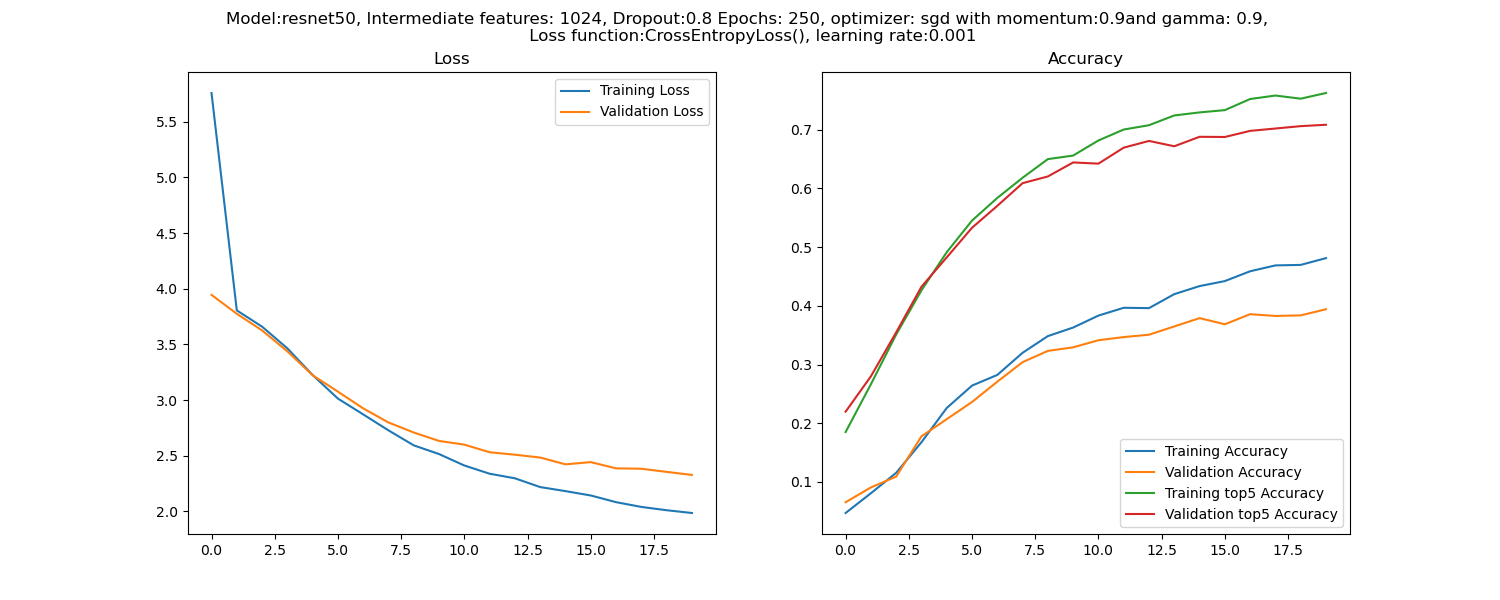 Model:resnet50, Intermediate features: 1024, Dropout:0.8 Epochs: 250, optimizer: sgd with momentum:0.9and gamma: 0.9,
Loss function:CrossEntropyLoss(), learning rate:0.001
Loss
Training Loss
Validation Loss
5.5
5.0
4.5
4.0
3.5
3.0
2.5
2.0
0.0 2.5 5.0 7.5 10.0 12.5 15.0 17.5
Accuracy
0.7
0.6
0.5
0.4
0.3
0.2
0.1
Training Accuracy
Validation Accuracy
Training top5 Accuracy
Validation top5 Accuracy
0.0 2.5 5.0 7.5 10.0 12.5 15.0 17.5